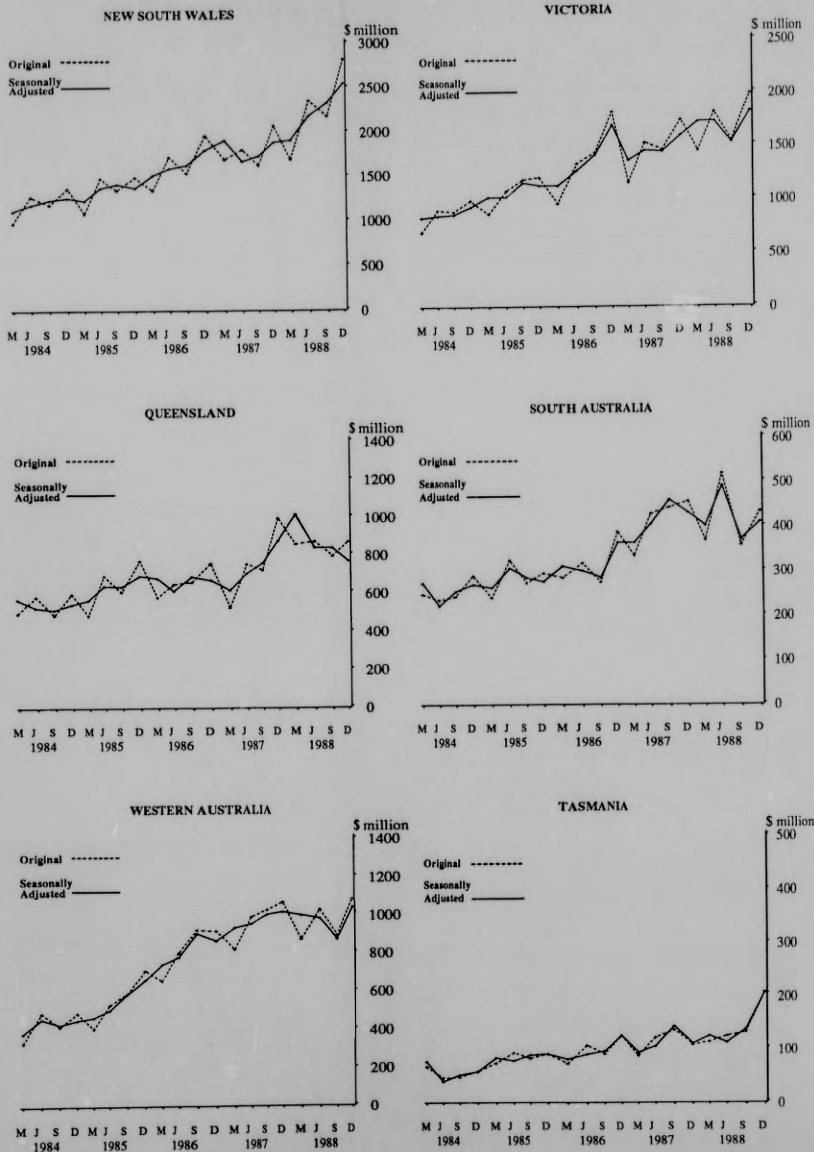 NEW SOUTH WALES
$ million
Original
Seasonally
Adjusted
3000
2500
2000
1500
1000
500
0
M J S D M J S D M J S D M J S D M J S D
1984 1985 1986 1987 1988
VICTORIA
$ million
Original
Seasonally
Adjusted
2500
2000
1500
1000
500
0
M J S D M J S D M J S D M J S D M J S D
1984 1985 1986 1987 1988
QUEENSLAND
$ million
Original
Seasonally
Adjusted
1400
1200
1000
800
600
400
200
0
M J S D M J S D M J S D M J S D M J S D
1984 1985 1986 1987 1988
SOUTH AUSTRALIA
$ million
Original
Seasonally
Adjusted
600
500
400
300
200
100
0
M J S D M J S D M J S D M J S D M J S D
1984 1985 1986 1987 1988
WESTERN AUSTRALIA
$ million
Original
Seasonally
Adjusted
1400
1200
1000
800
600
400
200
0
M J S D M J S D M J S D M J S D M J S D
1984 1985 1986 1987 1988
TASMANIA
$ million
Original
Seasonally
Adjusted
500
400
300
200
100
0
M J S D M J S D M J S D M J S D M J S D
1984 1985 1986 1987 1988